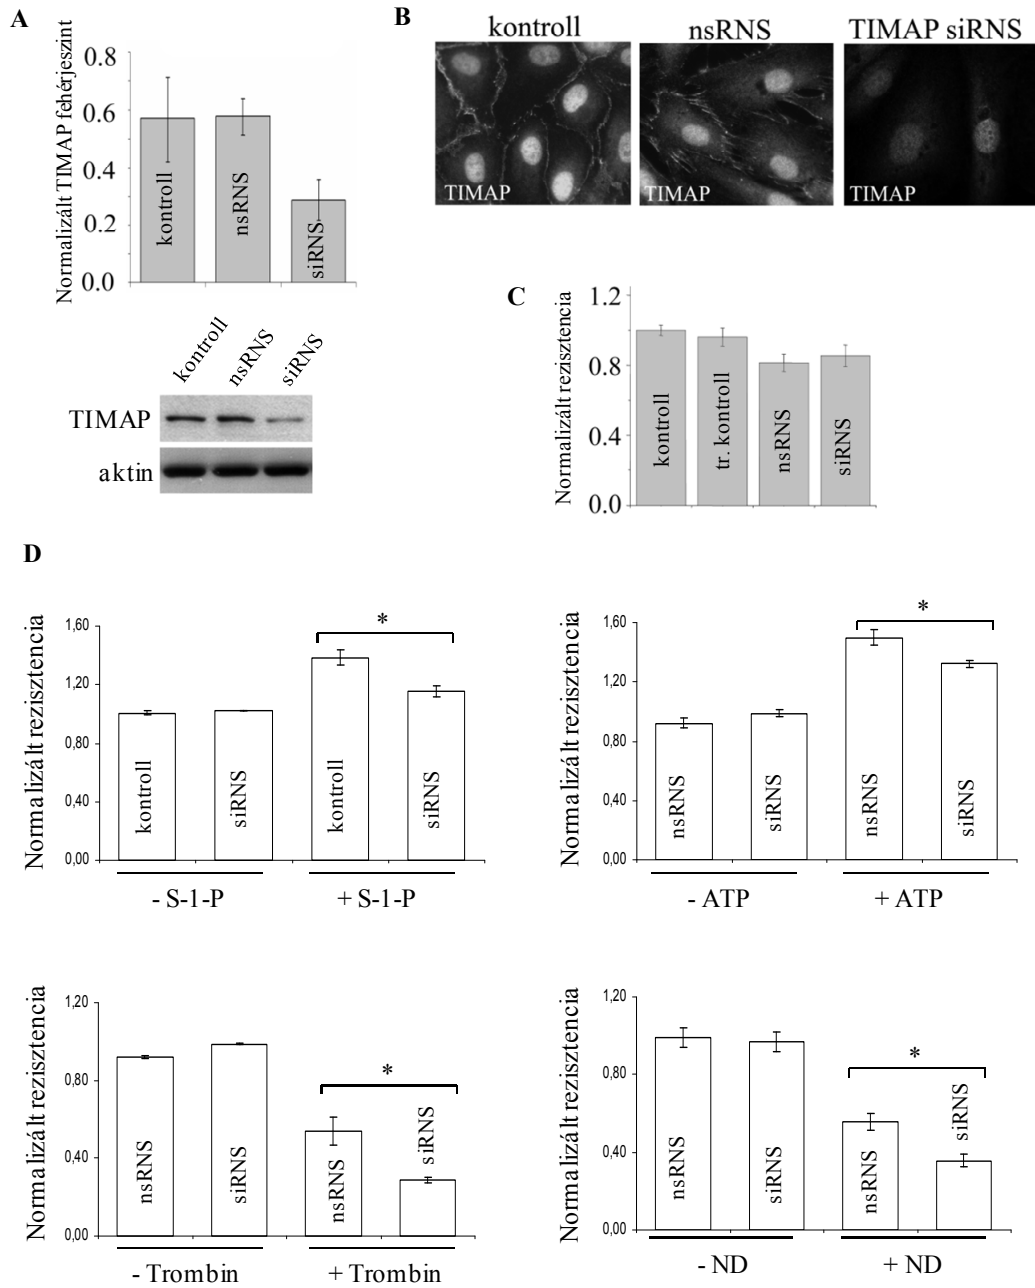 A
Normalizált TIMAP fehérjeszint
0.8
0.6
0.4
0.2
0.0
kontroll
nsRNS
siRNS
kontroll
nsRNS
siRNS
TIMAP
aktin
B
kontroll
nsRNS
TIMAP siRNS
TIMAP
TIMAP
TIMAP
C
Normalizált rezisztencia
1.2
0.8
0.4
0.0
kontroll
tr. kontroll
nsRNS
siRNS
D
Normalizált rezisztencia
1,60
1,20
0,80
0,40
0,00
*
kontroll
siRNS
kontroll
siRNS
- S-1-P
+ S-1-P
Normalizált rezisztencia
1,60
1,20
0,80
0,40
0,00
*
nsRNS
siRNS
nsRNS
siRNS
- ATP
+ ATP
Normalizált rezisztencia
1,20
0,80
0,40
0,00
*
nsRNS
siRNS
nsRNS
siRNS
- Trombin
+ Trombin
Normalizált rezisztencia
1,20
0,80
0,40
0,00
*
nsRNS
siRNS
nsRNS
siRNS
- ND
+ ND